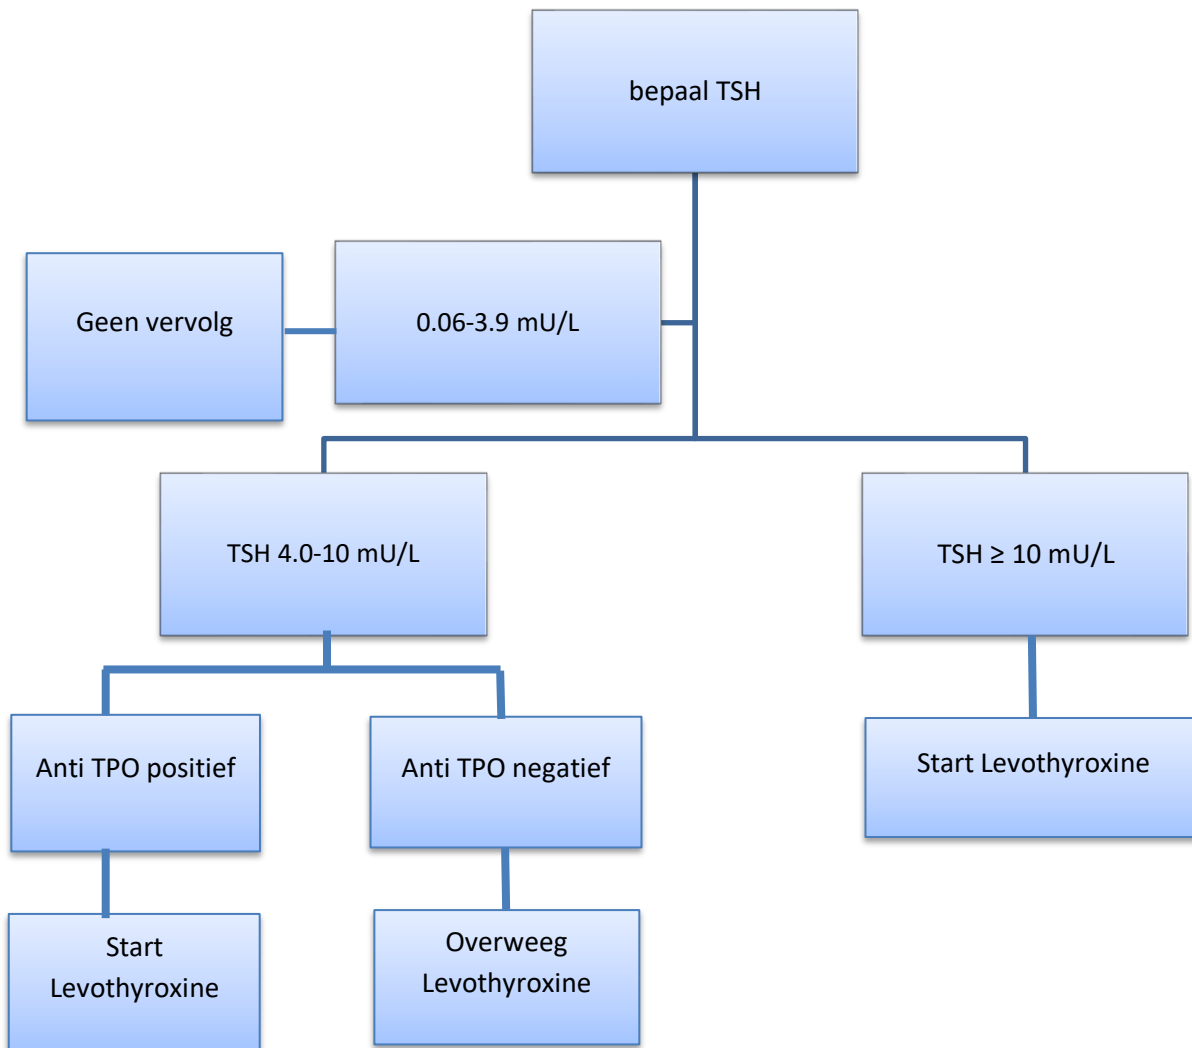 bepaal TSH
Geen vervolg
0.06-3.9 mU/L
TSH 4.0-10 mU/L
TSH ≥ 10 mU/L
Anti TPO positief
Anti TPO negatief
Start Levothyroxine
Start
Levothyroxine
Overweeg
Levothyroxine